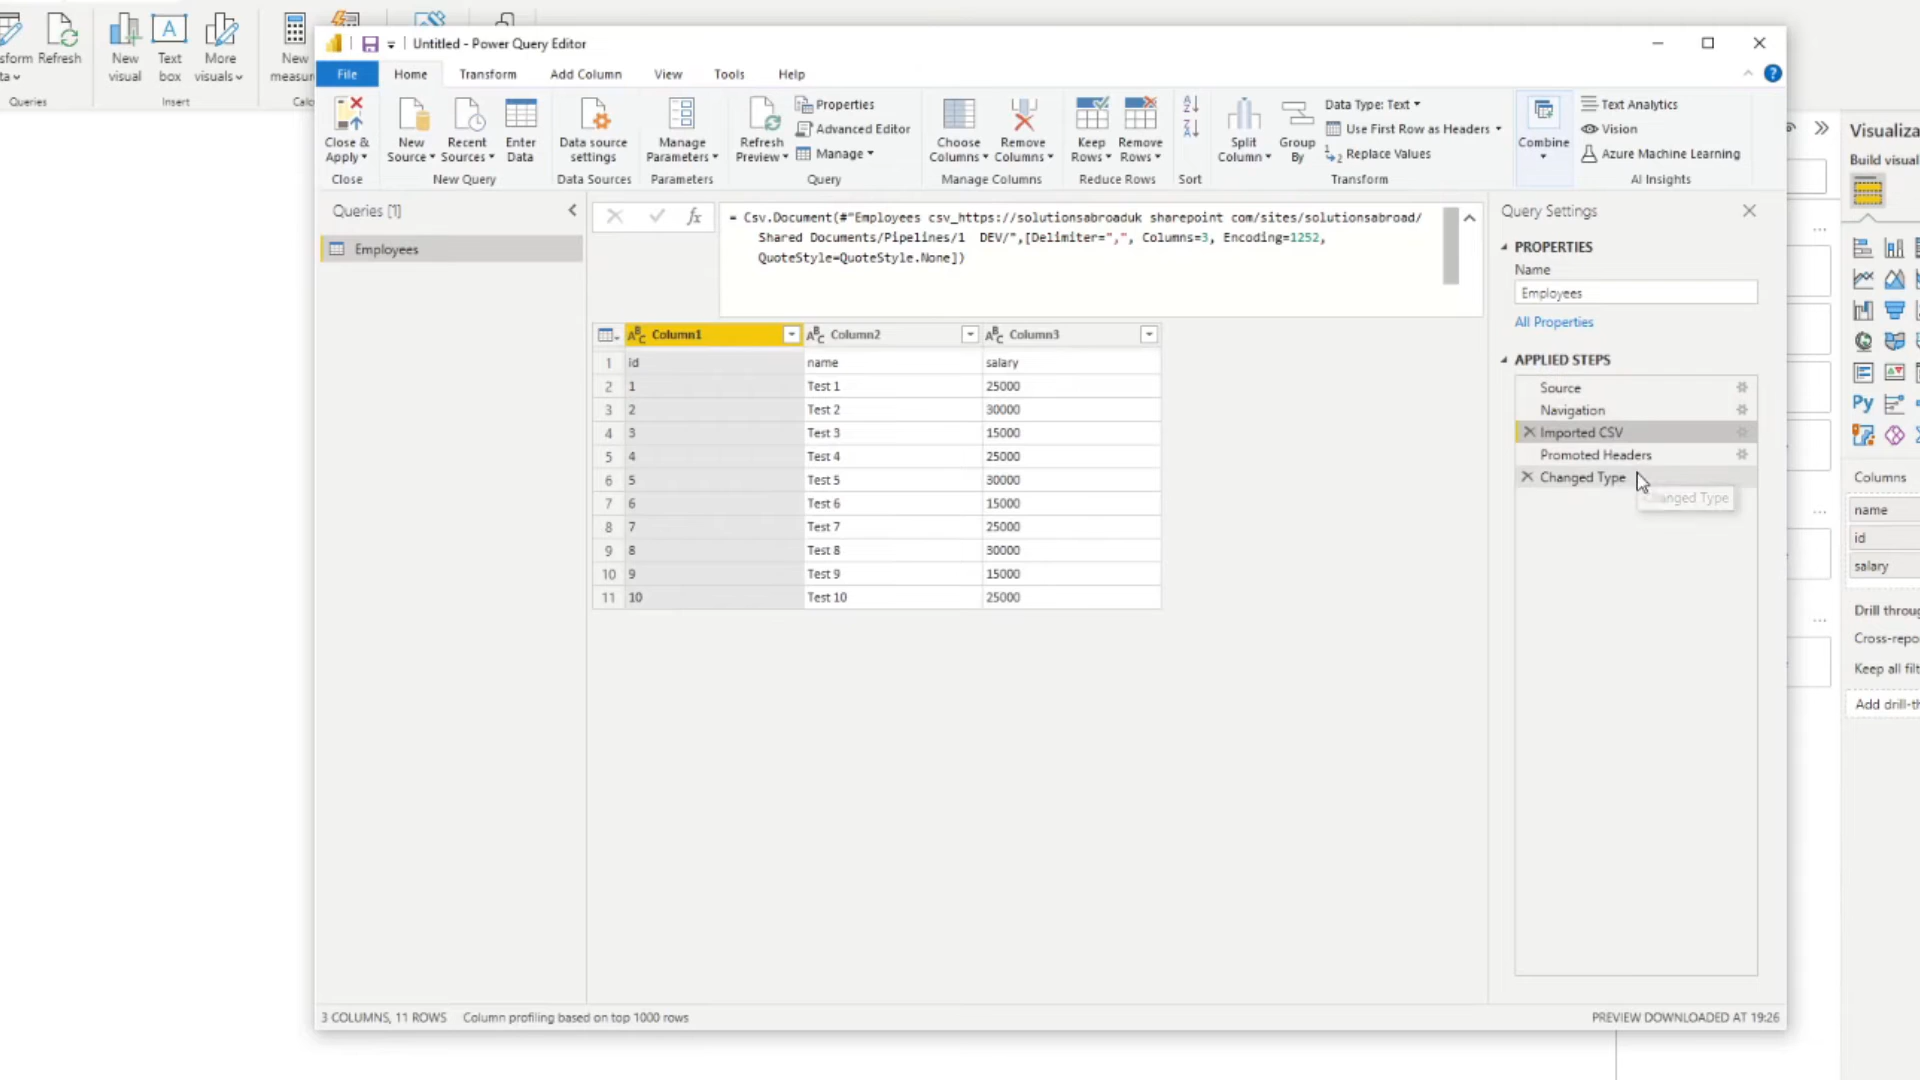 Untitled - Power Query Editor
File Home Transform Add Column View Tools Help
Refresh
Queries
New visual
Text box
More visuals
Insert
New
Close & Apply
Close
New Source
Recent Sources
Enter Data
New Query
Data source settings
Data Sources
Manage Parameters
Parameters
Refresh Preview
Properties
Advanced Editor
Manage
Query
Choose Columns
Remove Columns
Manage Columns
Keep Rows
Remove Rows
Reduce Rows
Sort
Split Column
Group By
Data Type: Text
Use First Row as Headers
Replace Values
Transform
Combine
Text Analytics
Vision
Azure Machine Learning
AI Insights
Queries [1]
Employees
= Csv.Document(#"Employees csv_https://solutionsabroaduk sharepoint com/sites/solutionsabroad/
Shared Documents/Pipelines/1  DEV/",[Delimiter=",", Columns=3, Encoding=1252,
QuoteStyle=QuoteStyle.None])
Column1 Column2 Column3
1 id name salary
2 1 Test 1 25000
3 2 Test 2 30000
4 3 Test 3 15000
5 4 Test 4 25000
6 5 Test 5 30000
7 6 Test 6 15000
8 7 Test 7 25000
9 8 Test 8 30000
10 9 Test 9 15000
11 10 Test 10 25000
Query Settings
PROPERTIES
Name
Employees
All Properties
APPLIED STEPS
Source
Navigation
Imported CSV
Promoted Headers
Changed Type
Changed Type
3 COLUMNS, 11 ROWS Column profiling based on top 1000 rows
PREVIEW DOWNLOADED AT 19:26
Build visual
Py
Columns
name
id
salary
Keep all
Add